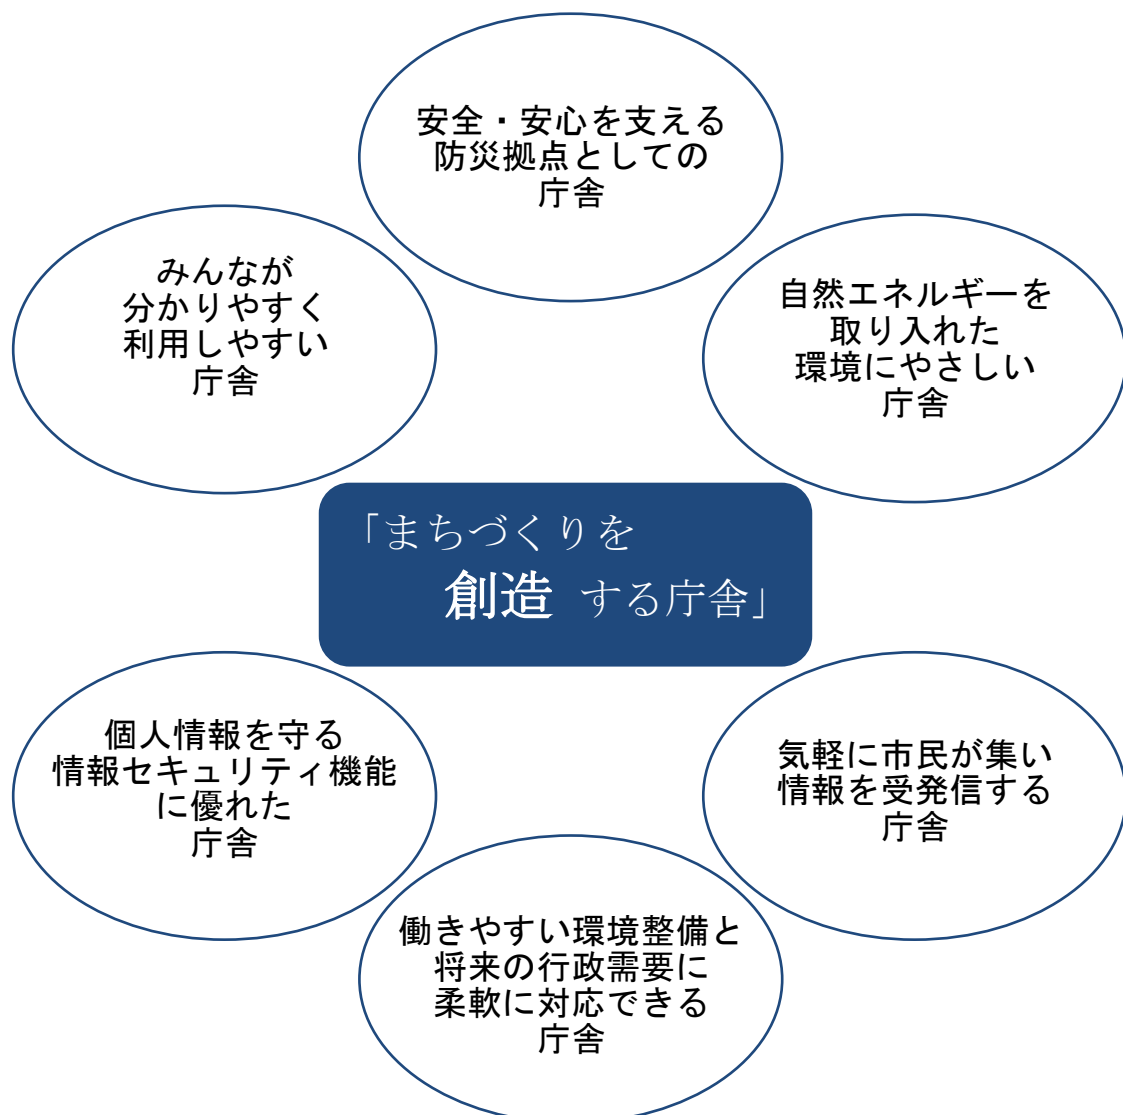 安全・安心を支える
防災拠点としての
庁舎
みんなが
分かりやすく
利用しやすい
庁舎
自然エネルギーを
取り入れた
環境にやさしい
庁舎
「まちづくりを
創造 する庁舎」
個人情報を守る
情報セキュリティ機能
に優れた
庁舎
気軽に市民が集い
情報を受発信する
庁舎
働きやすい環境整備と
将来の行政需要に
柔軟に対応できる
庁舎